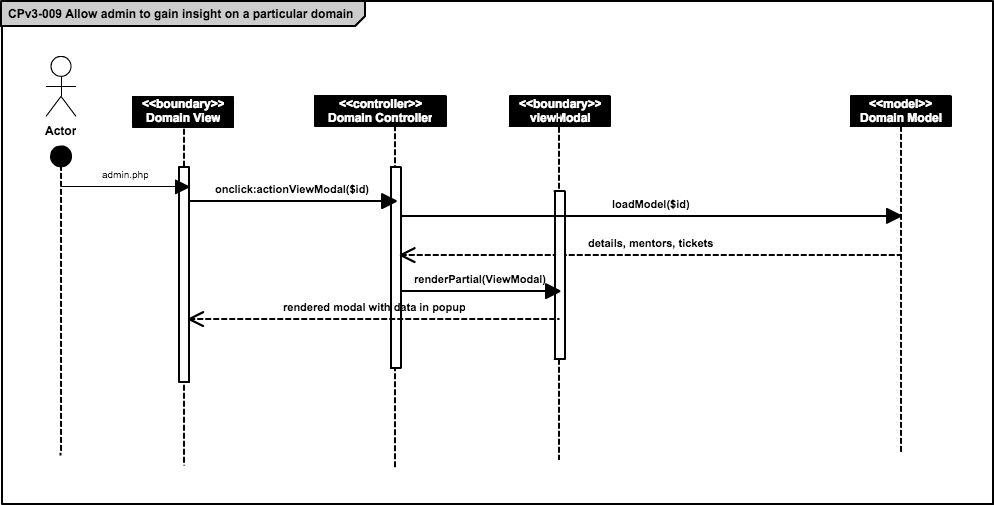 CPv3-009 Allow admin to gain insight on a particular domain
Actor
<<boundary>>
Domain View
<<controller>>
Domain Controller
<<boundary>>
viewModal
<<model>>
Domain Model
admin.php
onclick:actionViewModal($id)
loadModel($id)
details, mentors, tickets
renderPartial(ViewModal)
rendered modal with data in popup